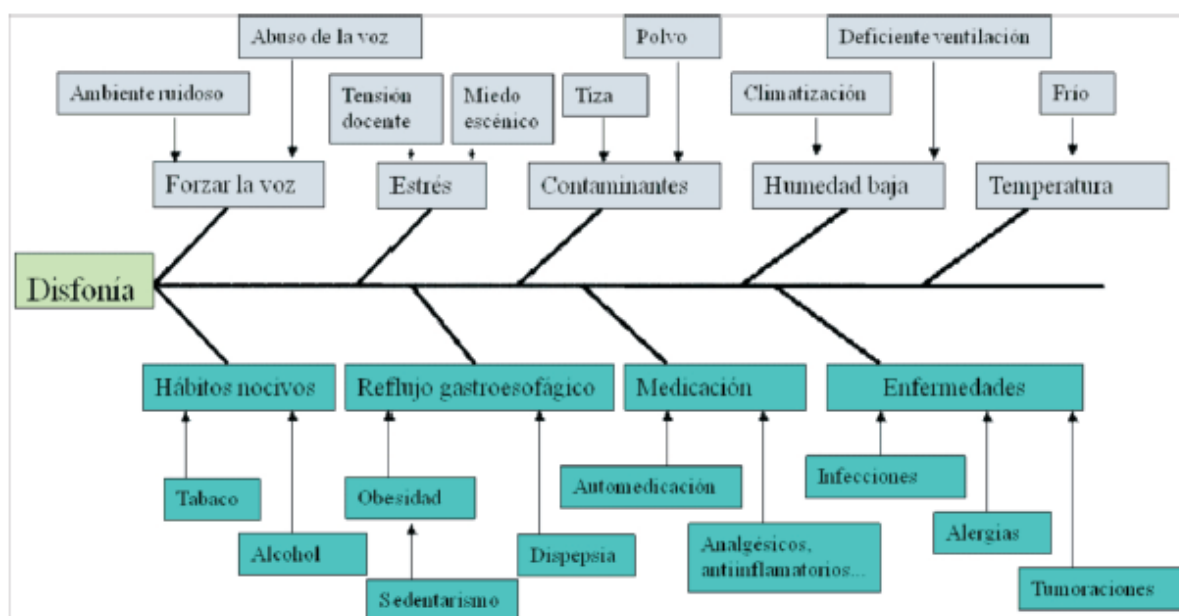 Abuso de la voz
Polvo
Deficiente ventilación
Ambiente ruidoso
Tensión
docente
Miedo
escénico
Tiza
Climatización
Frío
Forzar la voz
Estrés
Contaminantes
Humedad baja
Temperatura
Disfonía
Hábitos nocivos
Reflujo gastroesofágico
Medicación
Enfermedades
Tabaco
Obesidad
Automedicación
Infecciones
Alcohol
Dispepsia
Analgésicos,
antiinflamatorios...
Alergias
Sedentarismo
Tumoraciones